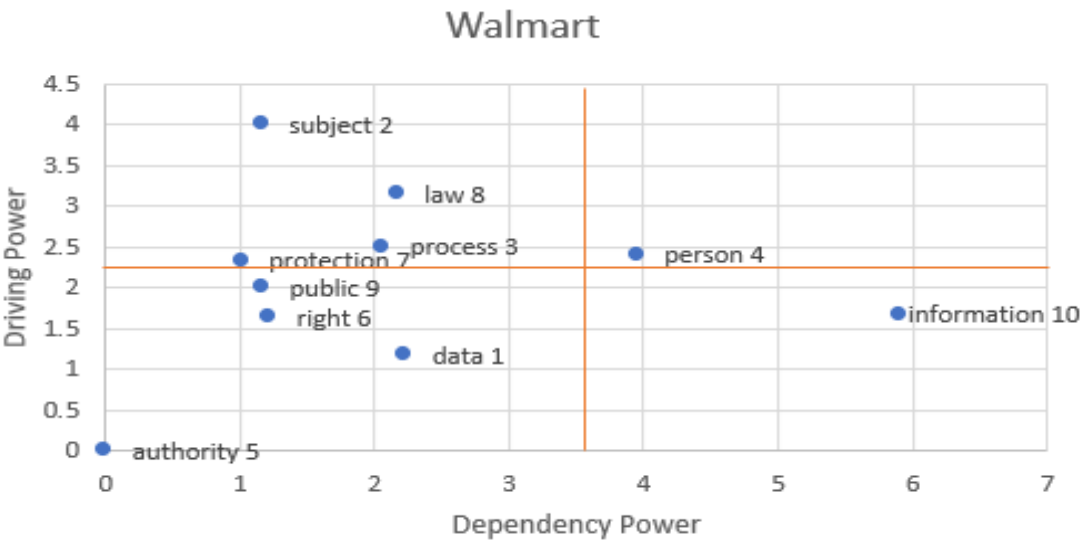 Walmart
Driving Power
4.5
4
3.5
3
2.5
2
1.5
1
0.5
0
subject 2
law 8
process 3
protection 7
person 4
public 9
information 10
right 6
data 1
authority 5
0 1 2 3 4 5 6 7
Dependency Power